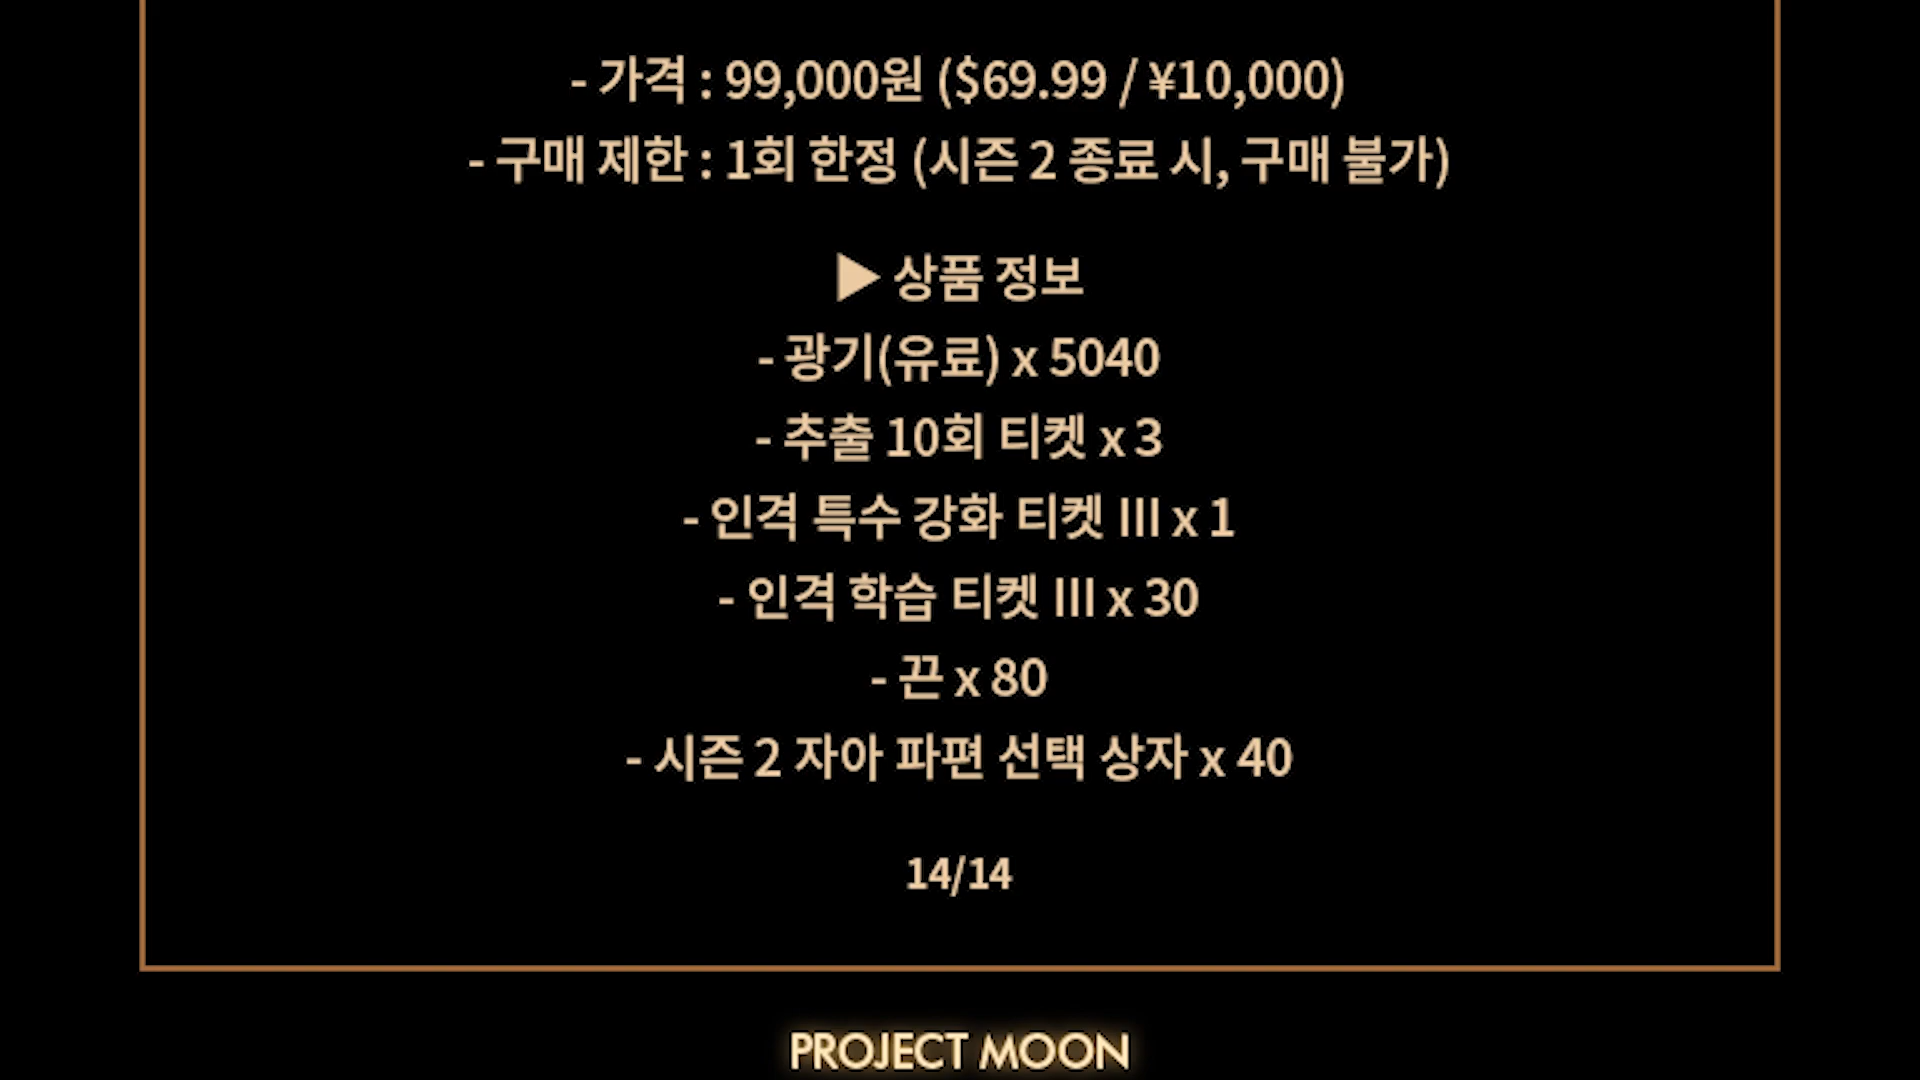 - 가격 : 99,000원 ($69.99 / ¥10,000)
- 구매 제한 : 1회 한정 (시즌 2 종료 시, 구매 불가)
▶ 상품 정보
- 광기(유료) x 5040
- 추출 10회 티켓 x 3
- 인격 특수 강화 티켓 III x 1
- 인격 학습 티켓 III x 30
- 끈 x 80
- 시즌 2 자아 파편 선택 상자 x 40
14/14
PROJECT MOON